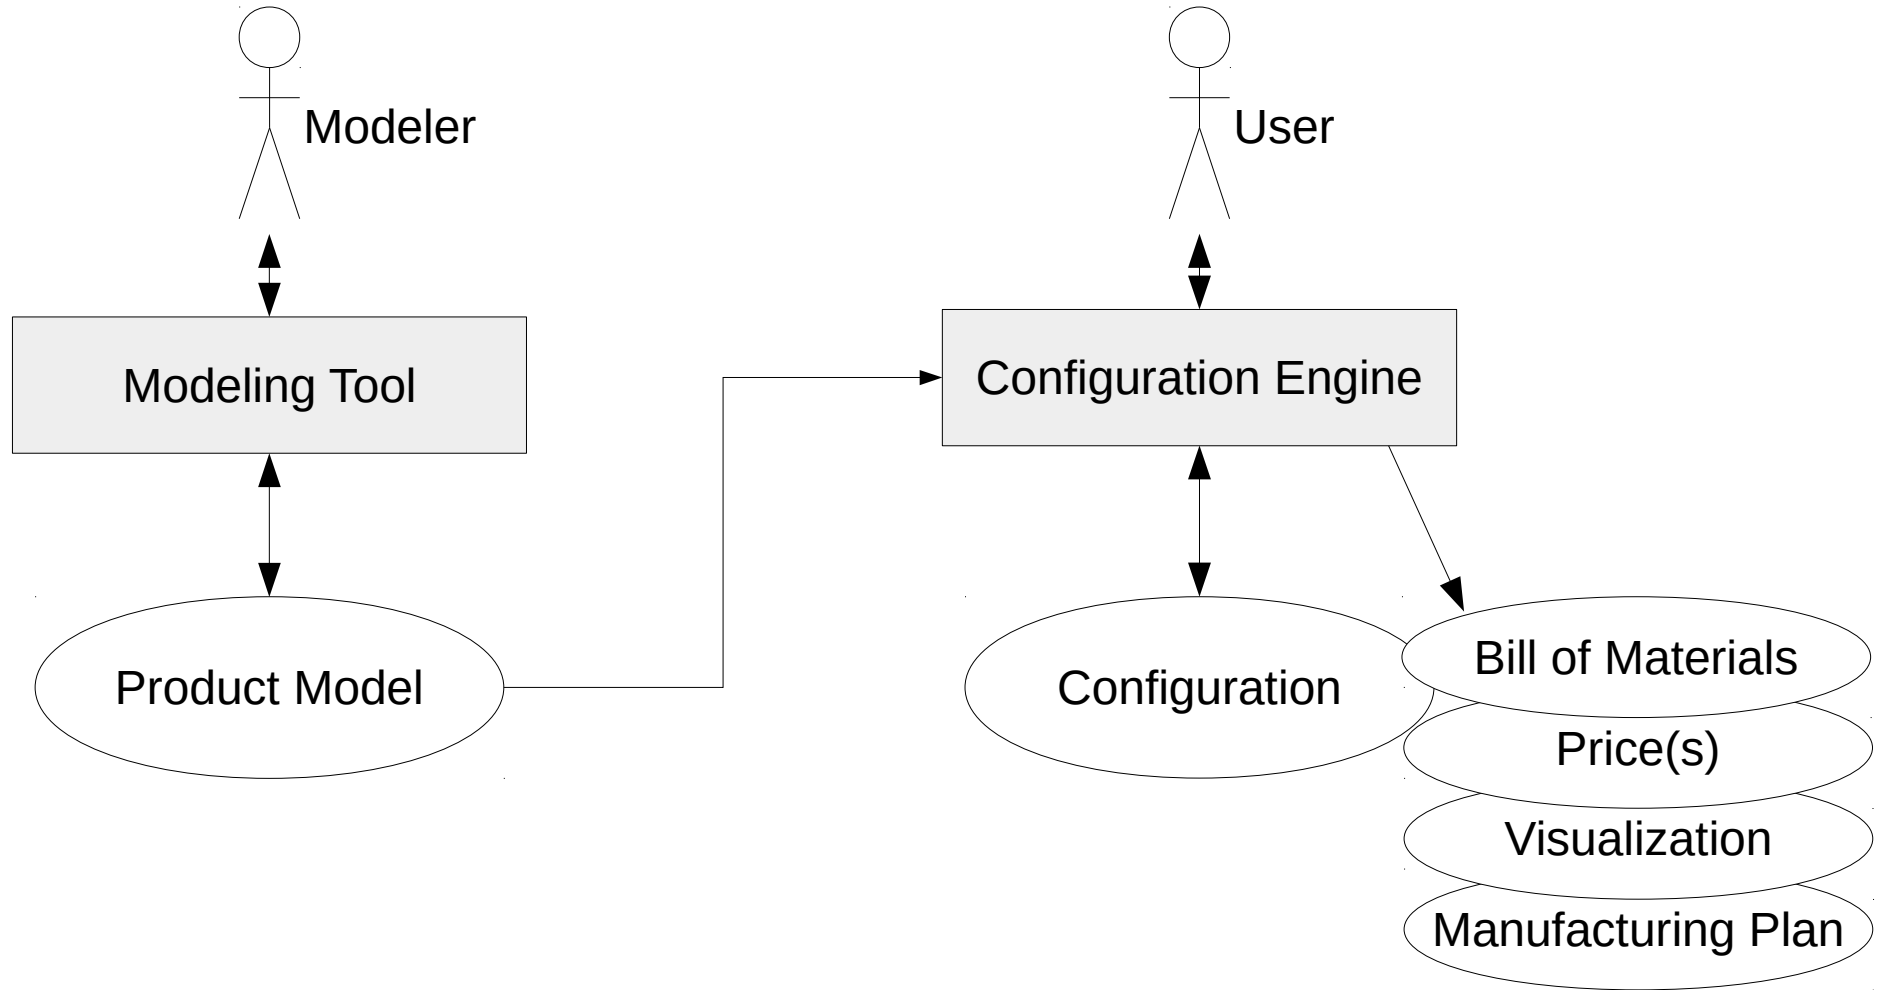 Modeler
User
Modeling Tool
Configuration Engine
Product Model
Configuration
Bill of Materials
Price(s)
Visualization
Manufacturing Plan